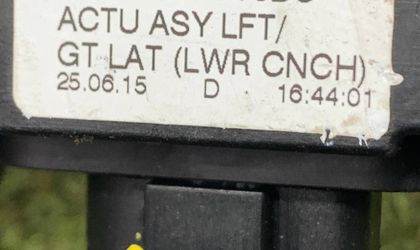 ACTU ASY LFT/
GT LAT (LWR CNCH)
25.06.15 D 16:44:01